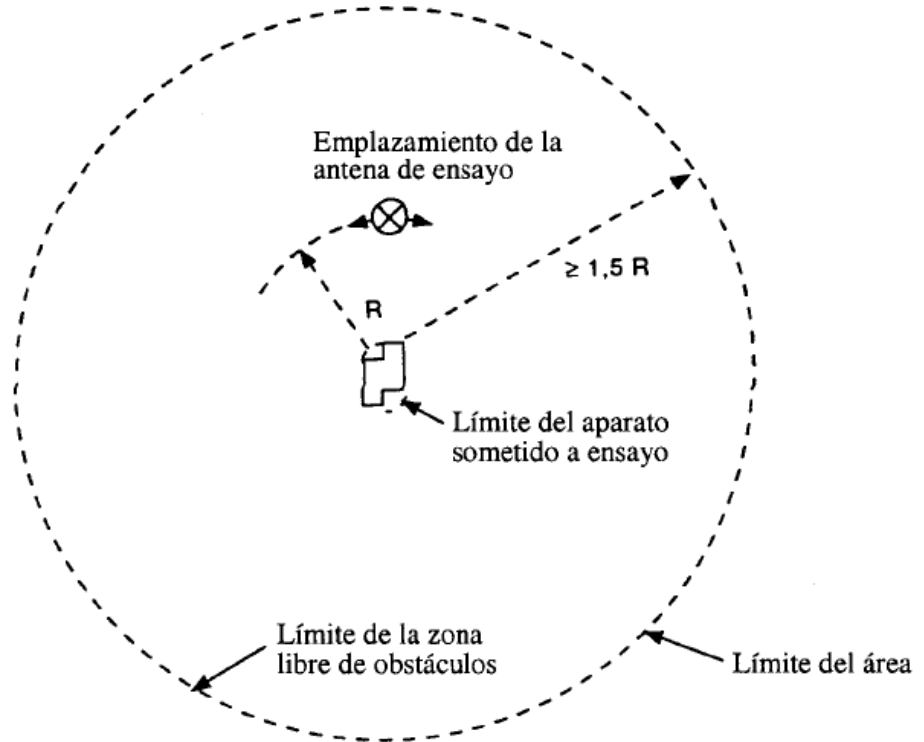 Emplazamiento de la
antena de ensayo
≥ 1,5 R
R
Límite del aparato
sometido a ensayo
Límite de la zona
libre de obstáculos
Límite del área